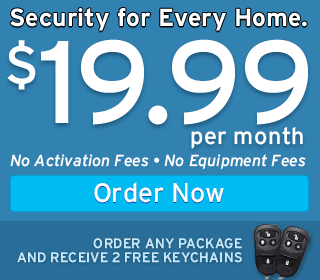 Security for Every Home.
$19.99
per month
No Activation Fees • No Equipment Fees
Order Now
ORDER ANY PACKAGE
AND RECEIVE 2 FREE KEYCHAINS